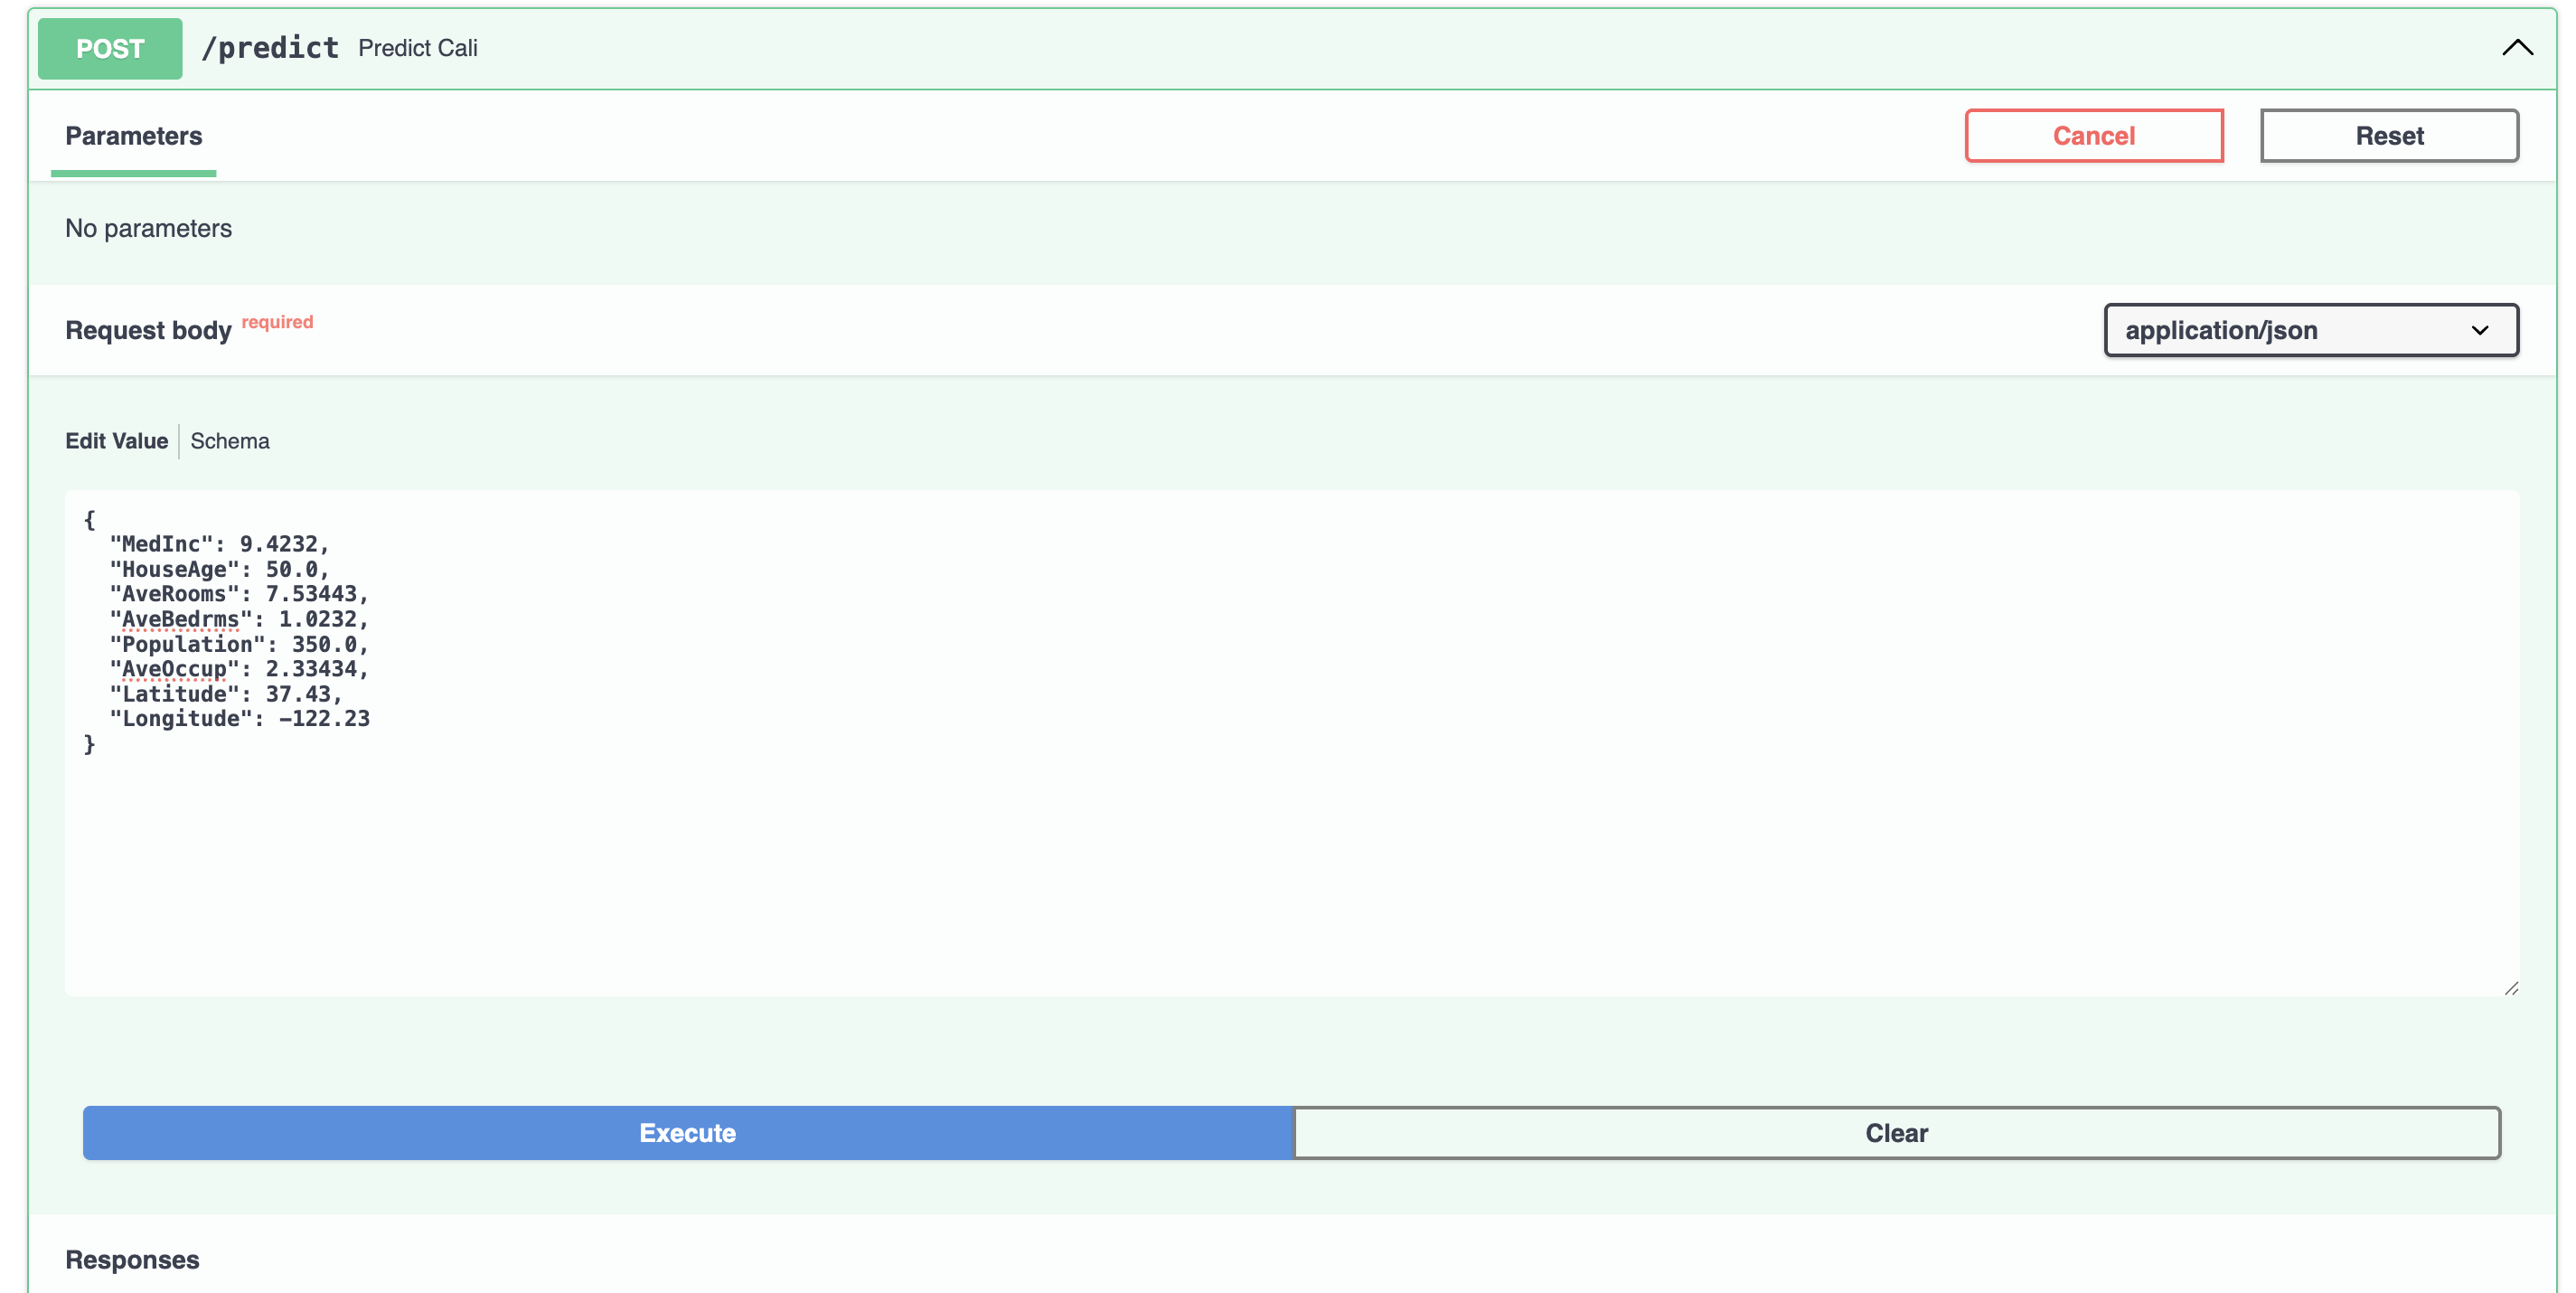 POST /predict Predict Cali
Parameters
Cancel
Reset
No parameters
Request body required
application/json
Edit Value
Schema
{
"MedInc": 9.4232,
"HouseAge": 50.0,
"AveRooms": 7.53443,
"AveBedrms": 1.0232,
"Population": 350.0,
"AveOccup": 2.33434,
"Latitude": 37.43,
"Longitude": -122.23
}
Execute
Clear
Responses